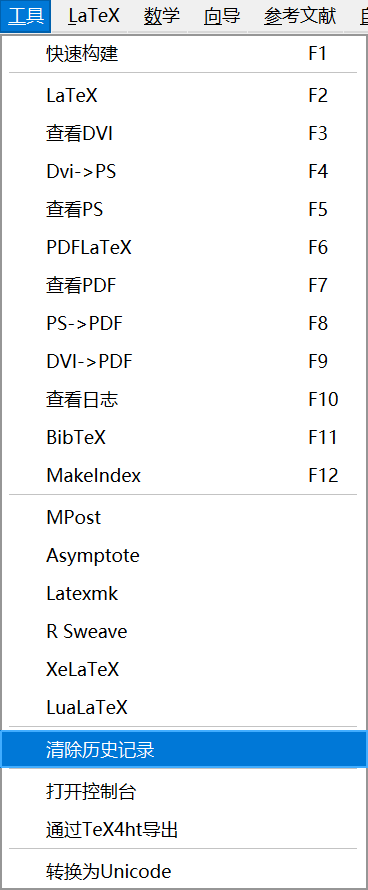 工具 LaTeX 数学 向导 参考文献
快速构建 F1
LaTeX F2
查看DVI F3
Dvi->PS F4
查看PS F5
PDFLaTeX F6
查看PDF F7
PS->PDF F8
DVI->PDF F9
查看日志 F10
BibTeX F11
MakeIndex F12
MPost
Asymptote
Latexmk
R Sweave
XeLaTeX
LuaLaTeX
清除历史记录
打开控制台
通过TeX4ht导出
转换为Unicode